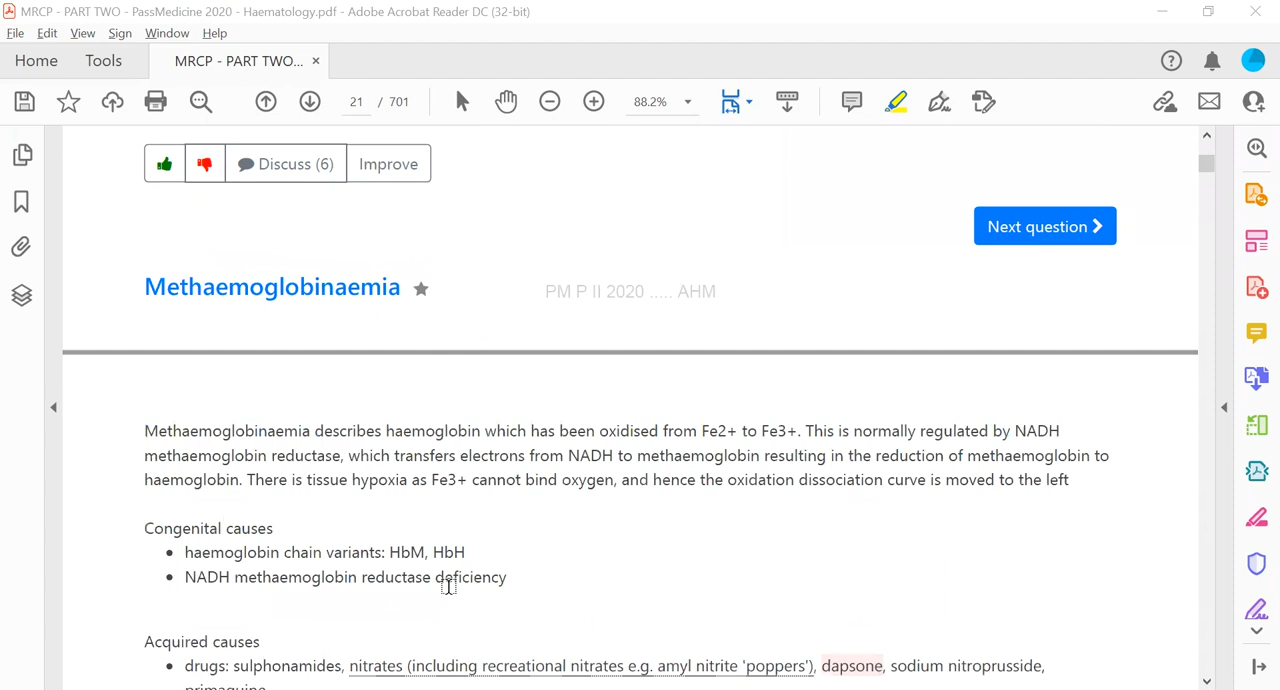 MRCP - PART TWO - PassMedicine 2020 - Haematology.pdf - Adobe Acrobat Reader DC (32-bit)
File Edit View Sign Window Help
Home Tools MRCP - PART TWO... ×
21 / 701 88.2%
Discuss (6) Improve
Next question
Methaemoglobinaemia
PM P II 2020 ..... AHM
Methaemoglobinaemia describes haemoglobin which has been oxidised from Fe2+ to Fe3+. This is normally regulated by NADH
methaemoglobin reductase, which transfers electrons from NADH to methaemoglobin resulting in the reduction of methaemoglobin to
haemoglobin. There is tissue hypoxia as Fe3+ cannot bind oxygen, and hence the oxidation dissociation curve is moved to the left
Congenital causes
• haemoglobin chain variants: HbM, HbH
• NADH methaemoglobin reductase deficiency
Acquired causes
• drugs: sulphonamides, nitrates (including recreational nitrates e.g. amyl nitrite 'poppers'), dapsone, sodium nitroprusside,
primaquine